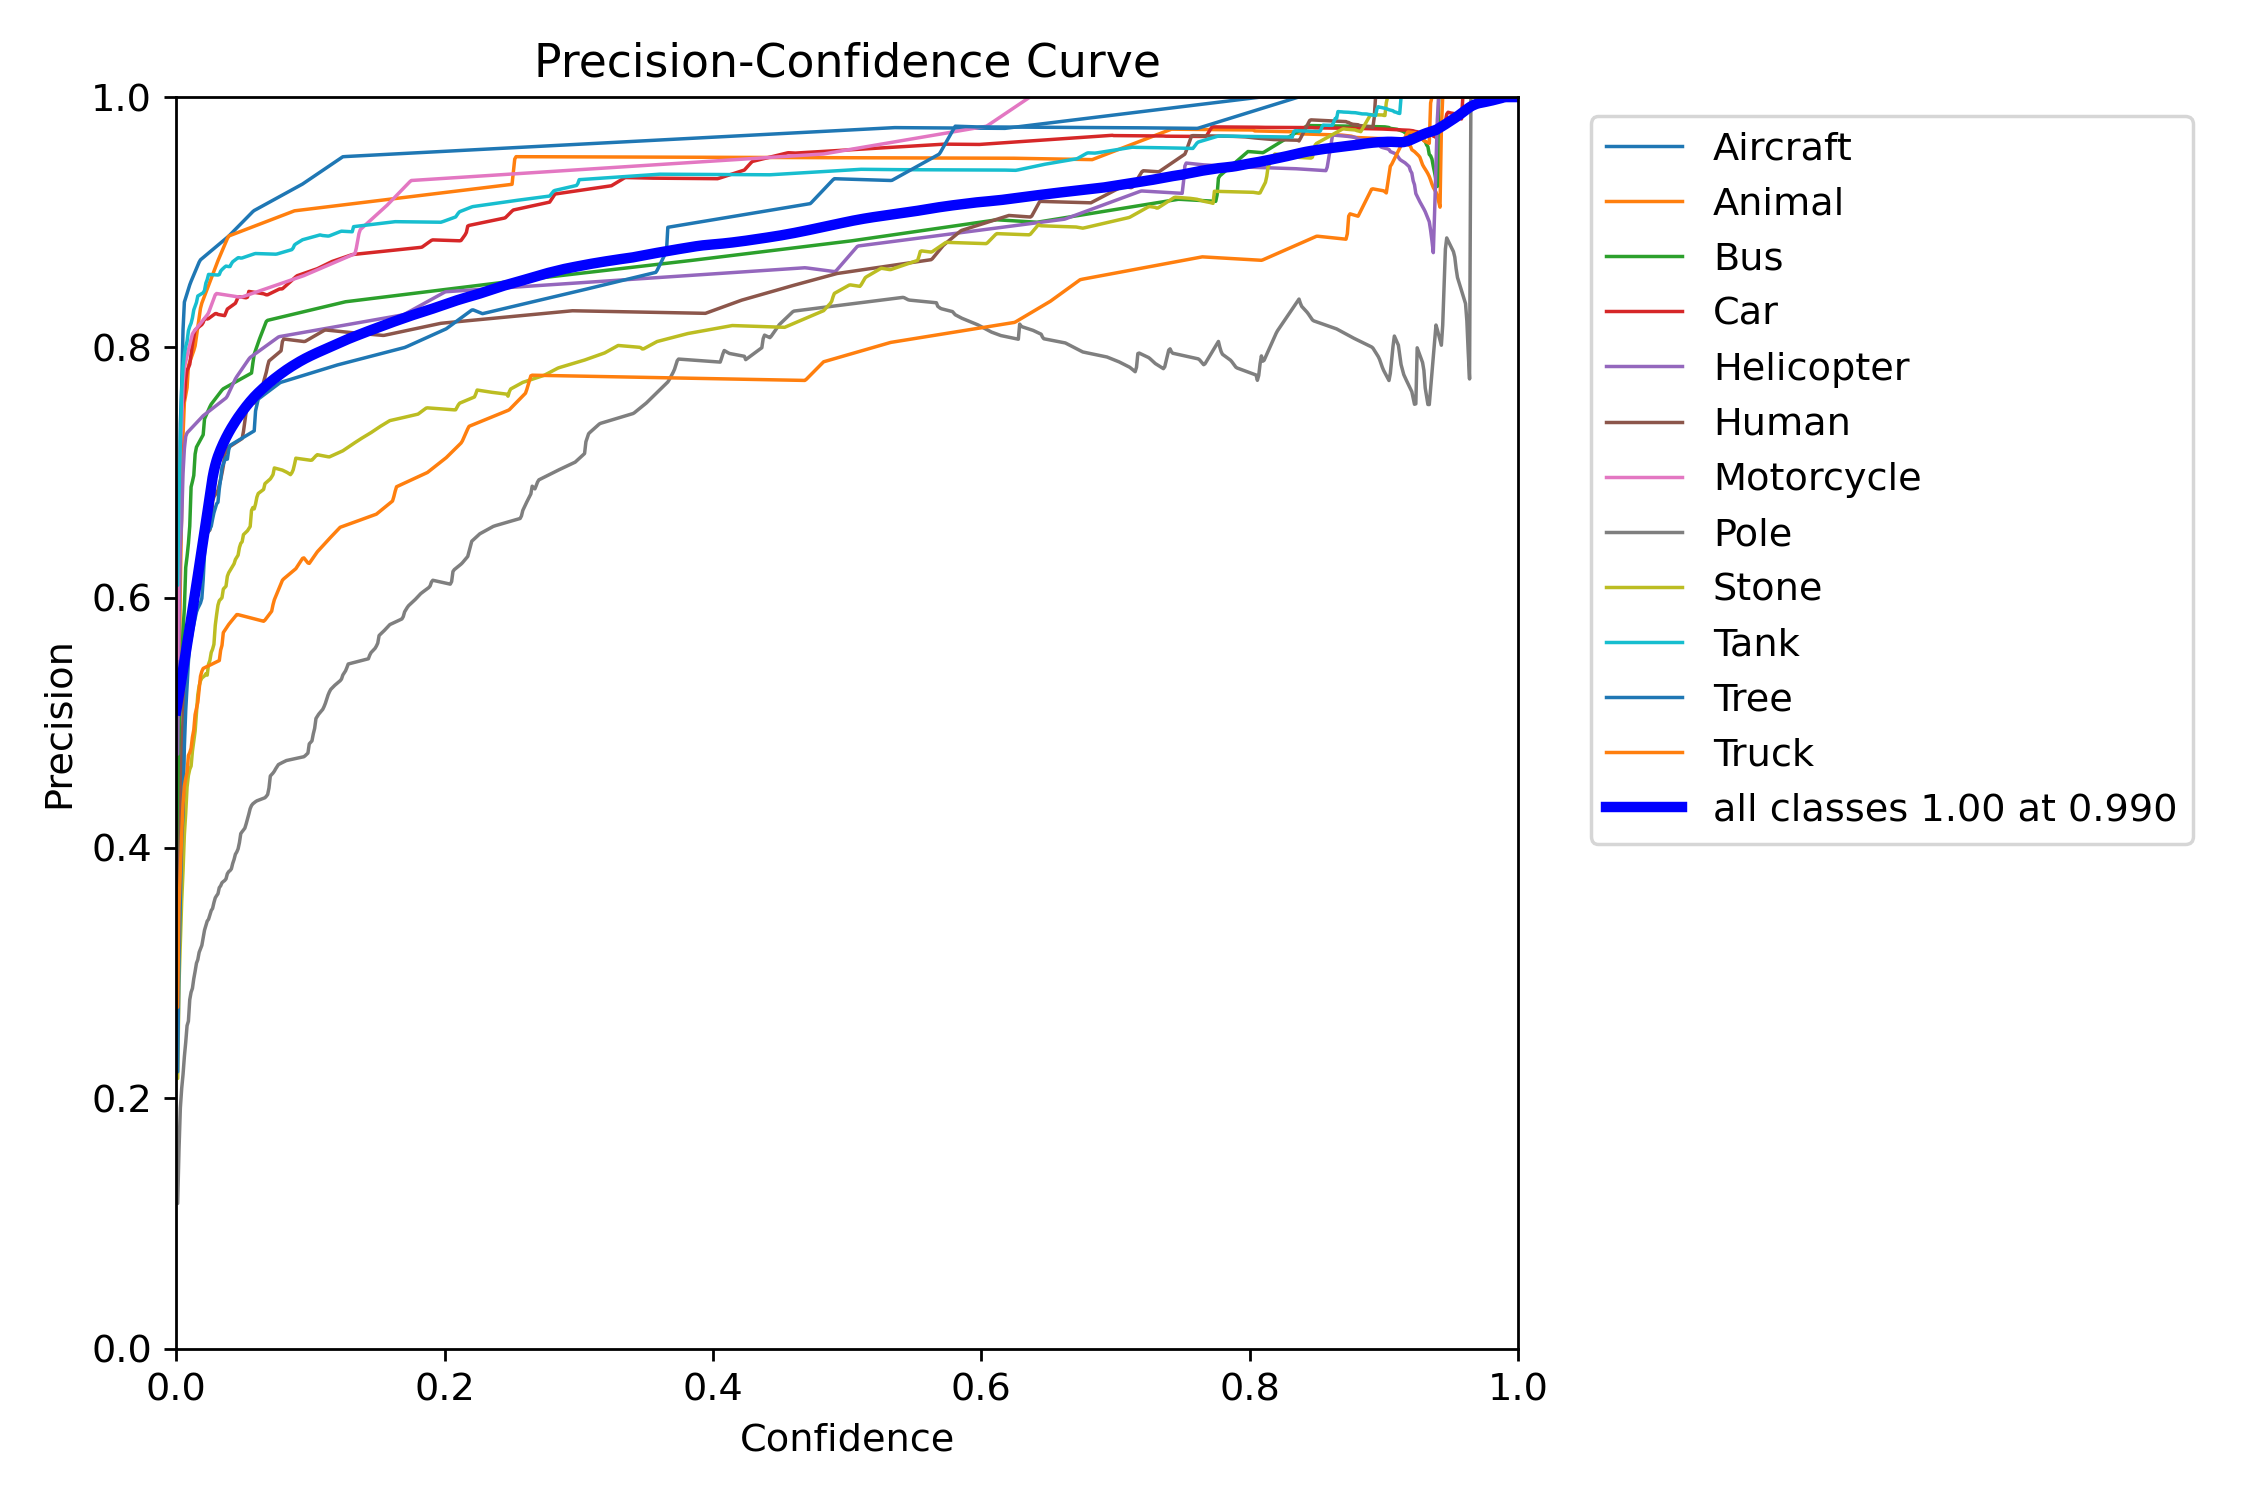 Precision-Confidence Curve
1.0
0.8
0.6
0.4
0.2
0.0
Precision
0.0 0.2 0.4 0.6 0.8 1.0
Confidence
Aircraft
Animal
Bus
Car
Helicopter
Human
Motorcycle
Pole
Stone
Tank
Tree
Truck
all classes 1.00 at 0.990